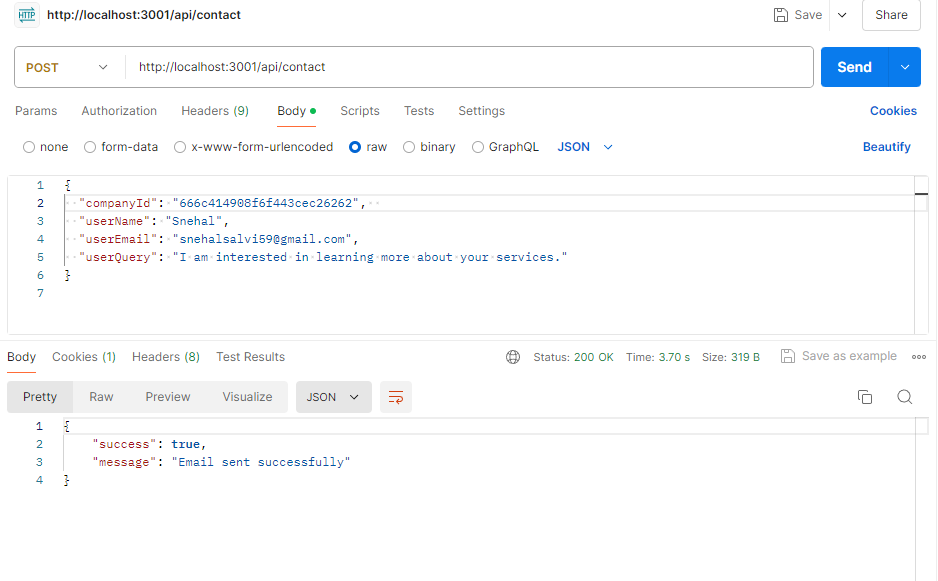 HTTP http://localhost:3001/api/contact Save Share
POST http://localhost:3001/api/contact Send
Params Authorization Headers (9) Body Scripts Tests Settings Cookies
none form-data x-www-form-urlencoded raw binary GraphQL JSON Beautify
1 {
2 "companyId": "666c414908f6f443cec26262",
3 "userName": "Snehal",
4 "userEmail": "snehalsalvi59@gmail.com",
5 "userQuery": "I am interested in learning more about your services."
6 }
7
Body Cookies (1) Headers (8) Test Results Status: 200 OK Time: 3.70 s Size: 319 B Save as example
Pretty Raw Preview Visualize JSON
1 {
2 "success": true,
3 "message": "Email sent successfully"
4 }